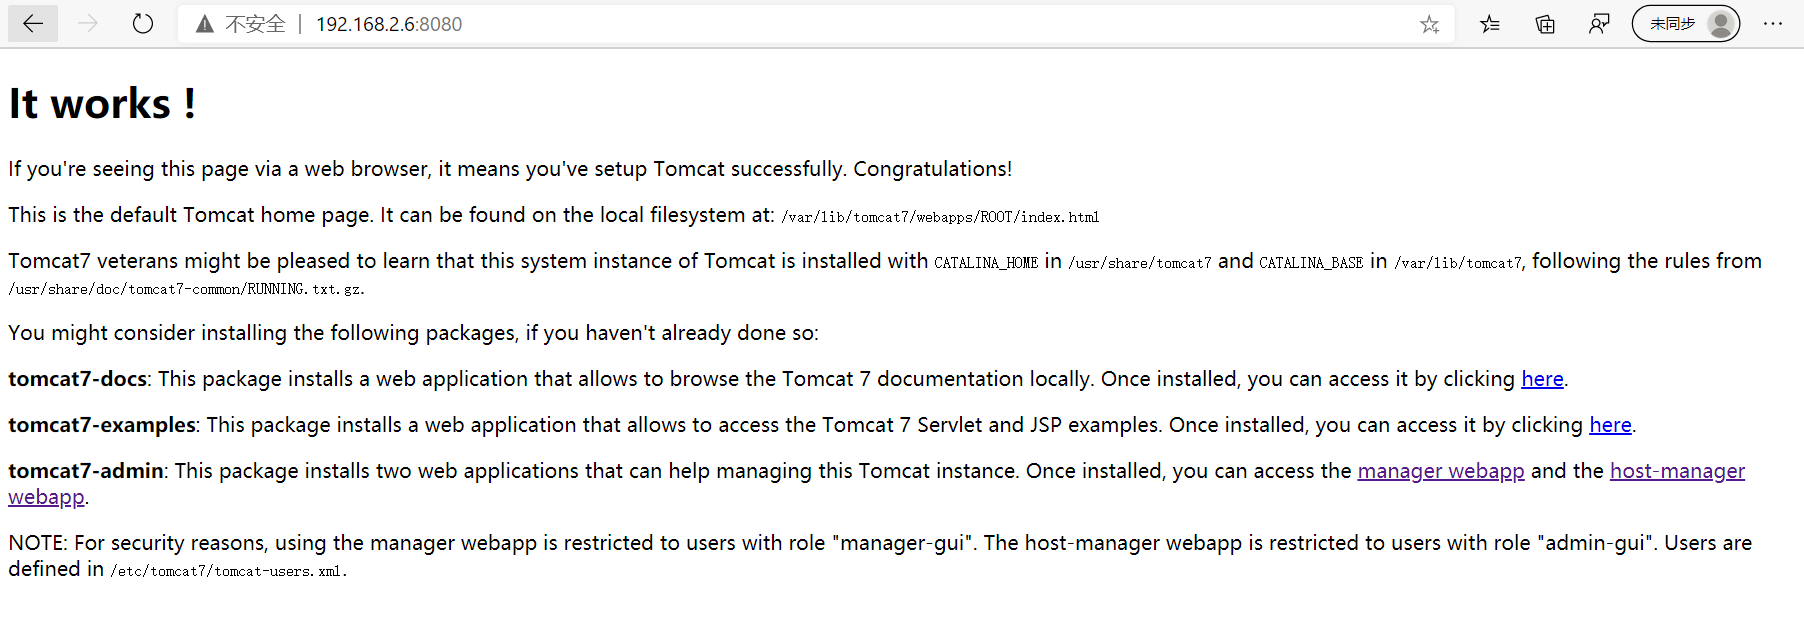 不安全 | 192.168.2.6:8080 未同步
It works !
If you're seeing this page via a web browser, it means you've setup Tomcat successfully. Congratulations!
This is the default Tomcat home page. It can be found on the local filesystem at: /var/lib/tomcat7/webapps/ROOT/index.html
Tomcat7 veterans might be pleased to learn that this system instance of Tomcat is installed with CATALINA_HOME in /usr/share/tomcat7 and CATALINA_BASE in /var/lib/tomcat7, following the rules from
/usr/share/doc/tomcat7-common/RUNNING.txt.gz.
You might consider installing the following packages, if you haven't already done so:
tomcat7-docs: This package installs a web application that allows to browse the Tomcat 7 documentation locally. Once installed, you can access it by clicking here.
tomcat7-examples: This package installs a web application that allows to access the Tomcat 7 Servlet and JSP examples. Once installed, you can access it by clicking here.
tomcat7-admin: This package installs two web applications that can help managing this Tomcat instance. Once installed, you can access the manager webapp and the host-manager
webapp.
NOTE: For security reasons, using the manager webapp is restricted to users with role "manager-gui". The host-manager webapp is restricted to users with role "admin-gui". Users are
defined in /etc/tomcat7/tomcat-users.xml.